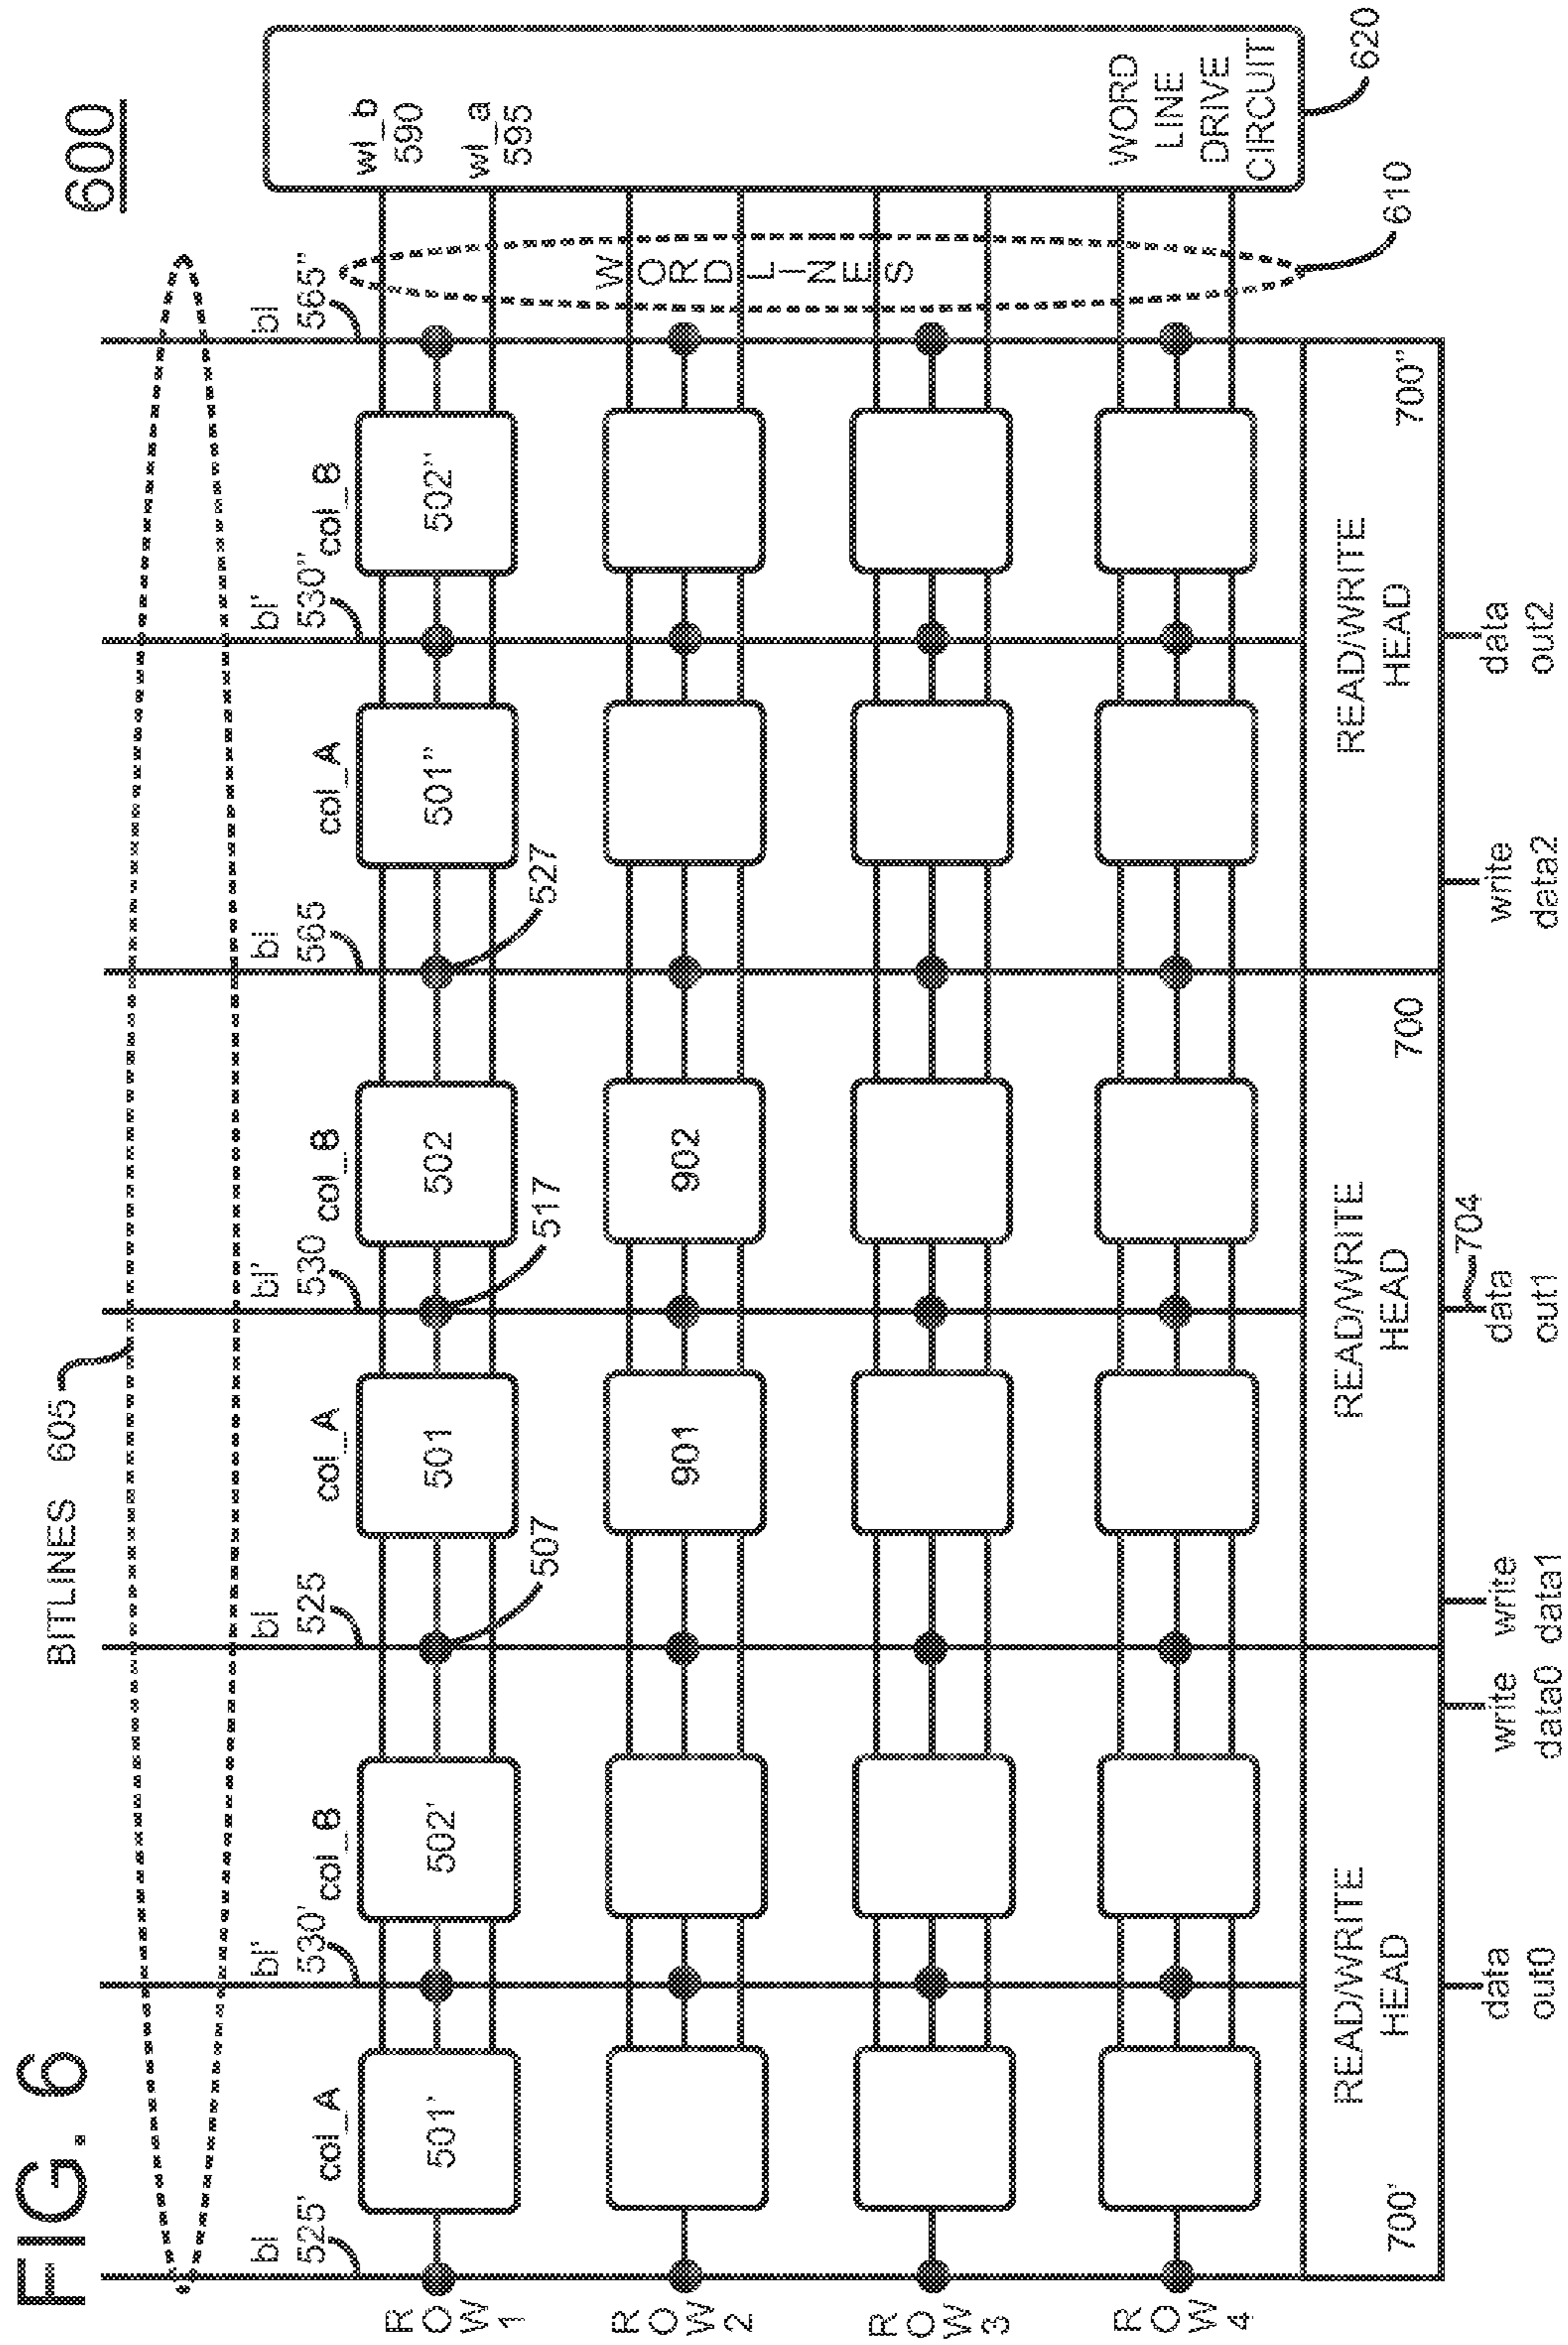 FIG. 6
600
BITLINES 605
bl
525'
bl'
530'
bl
525
bl'
530
bl
565
bl'
530"
bl
565"
col_A
col_B
col_A
col_B
col_A
col_B
wl_b
590
wl_a
595
ROW 1
501'
502'
501
502
501"
502"
507
517
527
WORD LINES
610
ROW 2
901
902
ROW 3
ROW 4
WORD
LINE
DRIVE
CIRCUIT
620
READ/WRITE
HEAD
700'
READ/WRITE
HEAD
700
READ/WRITE
HEAD
700"
data
out0
write
data0
write
data1
data
out1
704
write
data2
data
out2